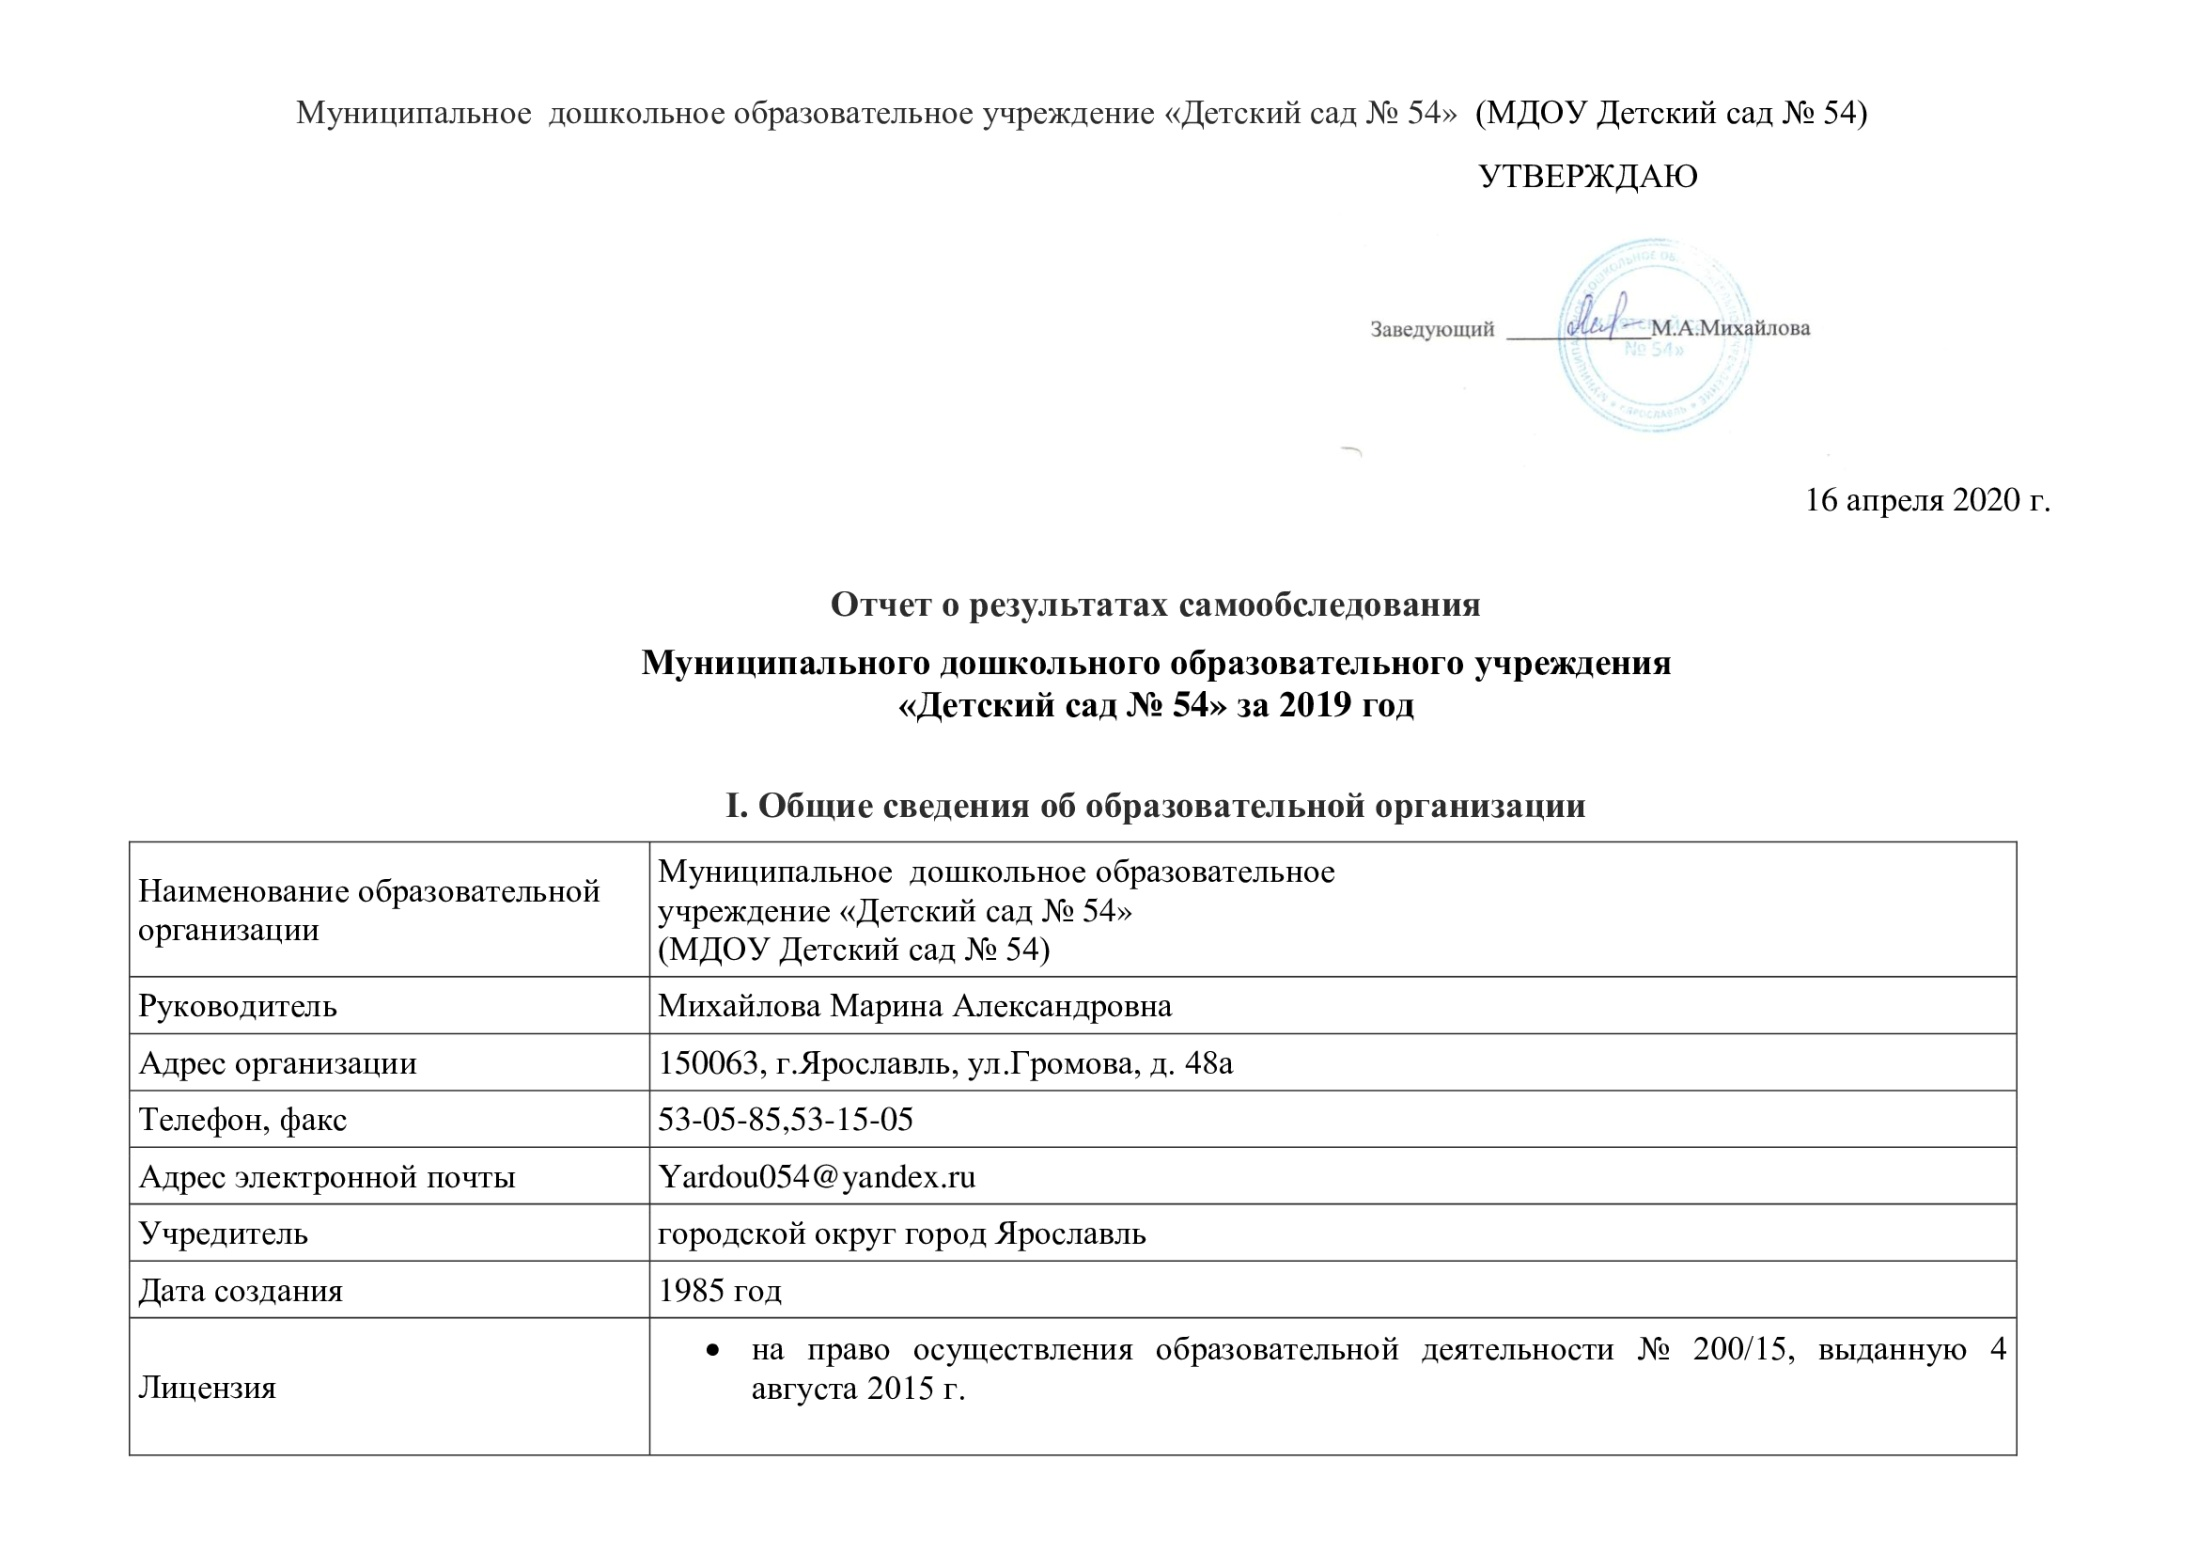 Муниципальное дошкольное образовательное учреждение «Детский сад № 54» (МДОУ Детский сад № 54)
УТВЕРЖДАЮ
Заведующий М.А.Михайлова
№ 54»
16 апреля 2020 г.
Отчет о результатах самообследования
Муниципального дошкольного образовательного учреждения
«Детский сад № 54» за 2019 год
I. Общие сведения об образовательной организации
Наименование образовательной
организации
Муниципальное дошкольное образовательное
учреждение «Детский сад № 54»
(МДОУ Детский сад № 54)
Руководитель
Михайлова Марина Александровна
Адрес организации
150063, г.Ярославль, ул.Громова, д. 48а
Телефон, факс
53-05-85,53-15-05
Адрес электронной почты
Yardou054@yandex.ru
Учредитель
городской округ город Ярославль
Дата создания
1985 год
Лицензия
• на право осуществления образовательной деятельности № 200/15, выданную 4
августа 2015 г.